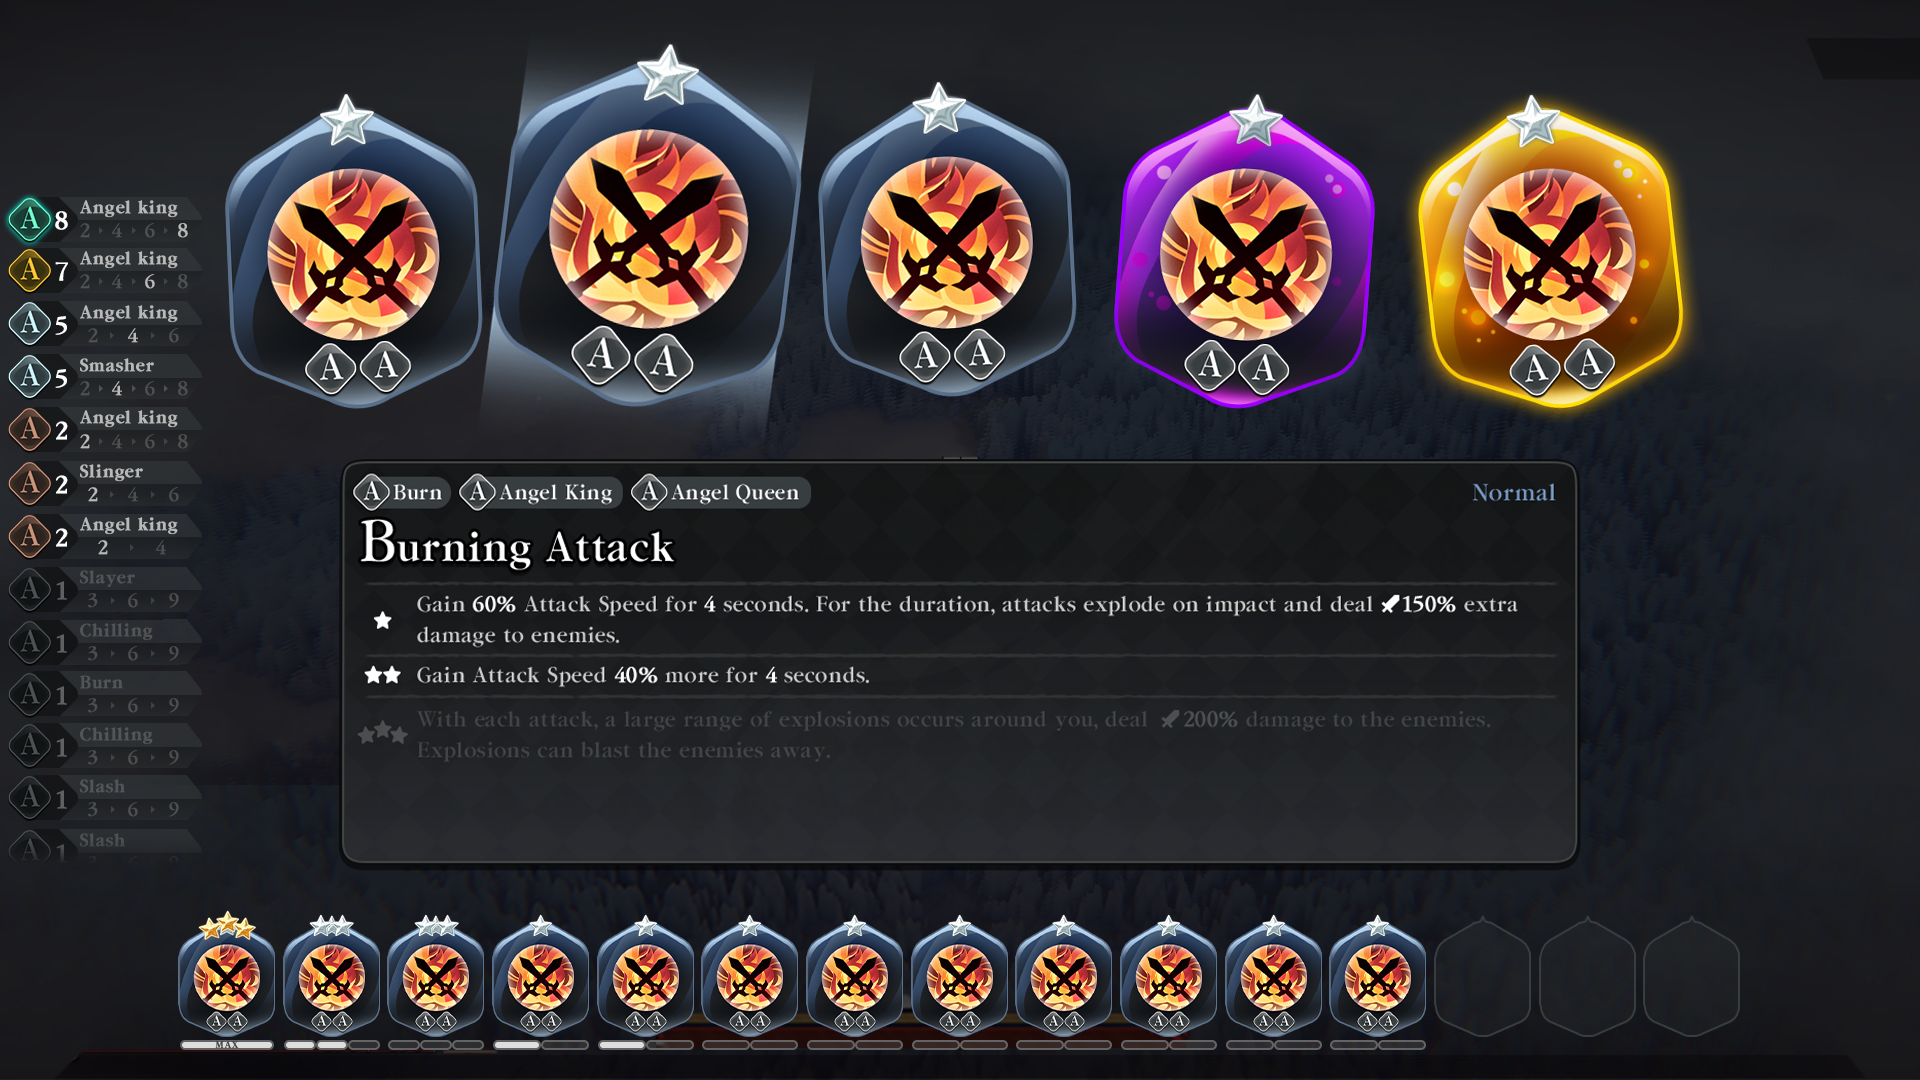 A 8 Angel king
2 4 6 8
A 7 Angel king
2 4 6 8
A 5 Angel king
2 4 6
A 5 Smasher
2 4 6 8
A 2 Angel king
2 4 6 8
A 2 Slinger
2 4 6
A 2 Angel king
2 4
A 1 Slayer
3 6 9
A 1 Chilling
3 6 9
A 1 Burn
3 6 9
A 1 Chilling
3 6 9
A 1 Slash
3 6 9
A 1 Slash
A A
A A
A A
A A
A A
A Burn A Angel King A Angel Queen
Normal
Burning Attack
Gain 60% Attack Speed for 4 seconds. For the duration, attacks explode on impact and deal 150% extra
damage to enemies.
Gain Attack Speed 40% more for 4 seconds.
With each attack, a large range of explosions occurs around you, deal 200% damage to the enemies.
Explosions can blast the enemies away.
A A A A A A A A A A A A A A A A A A A A A A A A
MAX